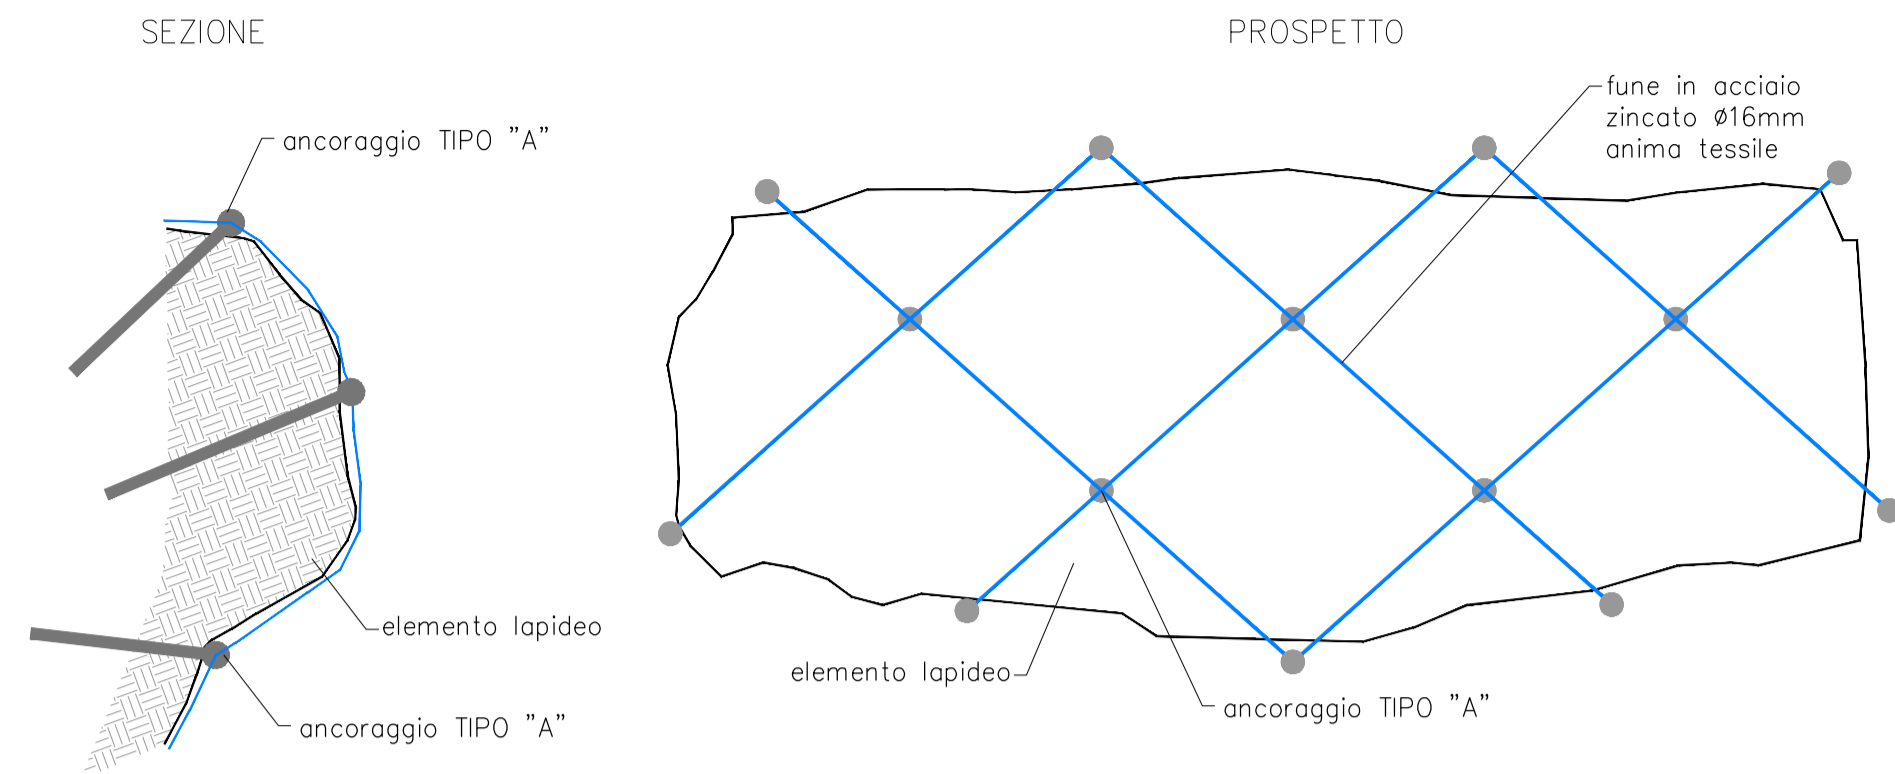 SEZIONE
PROSPETTO
ancoraggio TIPO "A"
fune in acciaio
zincato Ø16mm
anima tessile
elemento lapideo
ancoraggio TIPO "A"
elemento lapideo
ancoraggio TIPO "A"